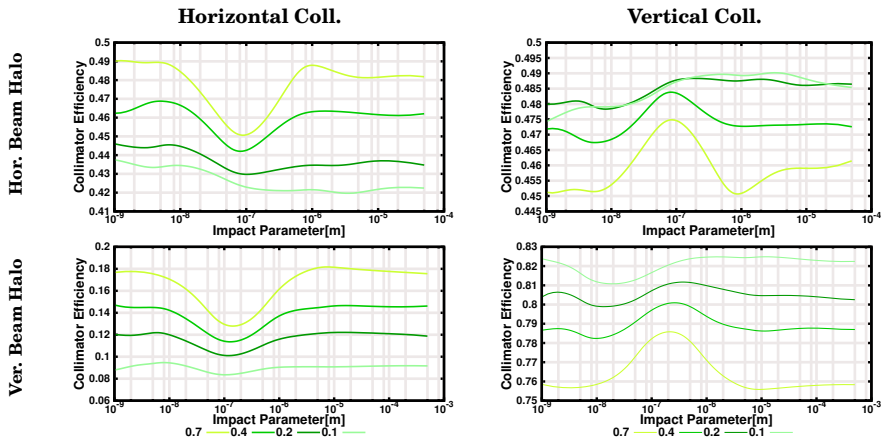 Horizontal Coll.
Vertical Coll.
Hor. Beam Halo
Collimator Efficiency
0.5
0.49
0.48
0.47
0.46
0.45
0.44
0.43
0.42
0.41
10⁻⁹ 10⁻⁸ 10⁻⁷ 10⁻⁶ 10⁻⁵ 10⁻⁴
Impact Parameter[m]
Collimator Efficiency
0.5
0.495
0.49
0.485
0.48
0.475
0.47
0.465
0.46
0.455
0.45
0.445
10⁻⁹ 10⁻⁸ 10⁻⁷ 10⁻⁶ 10⁻⁵ 10⁻⁴
Impact Parameter[m]
Ver. Beam Halo
Collimator Efficiency
0.2
0.18
0.16
0.14
0.12
0.1
0.08
0.06
10⁻⁹ 10⁻⁸ 10⁻⁷ 10⁻⁶ 10⁻⁵ 10⁻⁴ 10⁻³
Impact Parameter[m]
0.7 0.4 0.2 0.1
Collimator Efficiency
0.83
0.82
0.81
0.8
0.79
0.78
0.77
0.76
0.75
10⁻⁹ 10⁻⁸ 10⁻⁷ 10⁻⁶ 10⁻⁵ 10⁻⁴ 10⁻³
Impact Parameter[m]
0.7 0.4 0.2 0.1